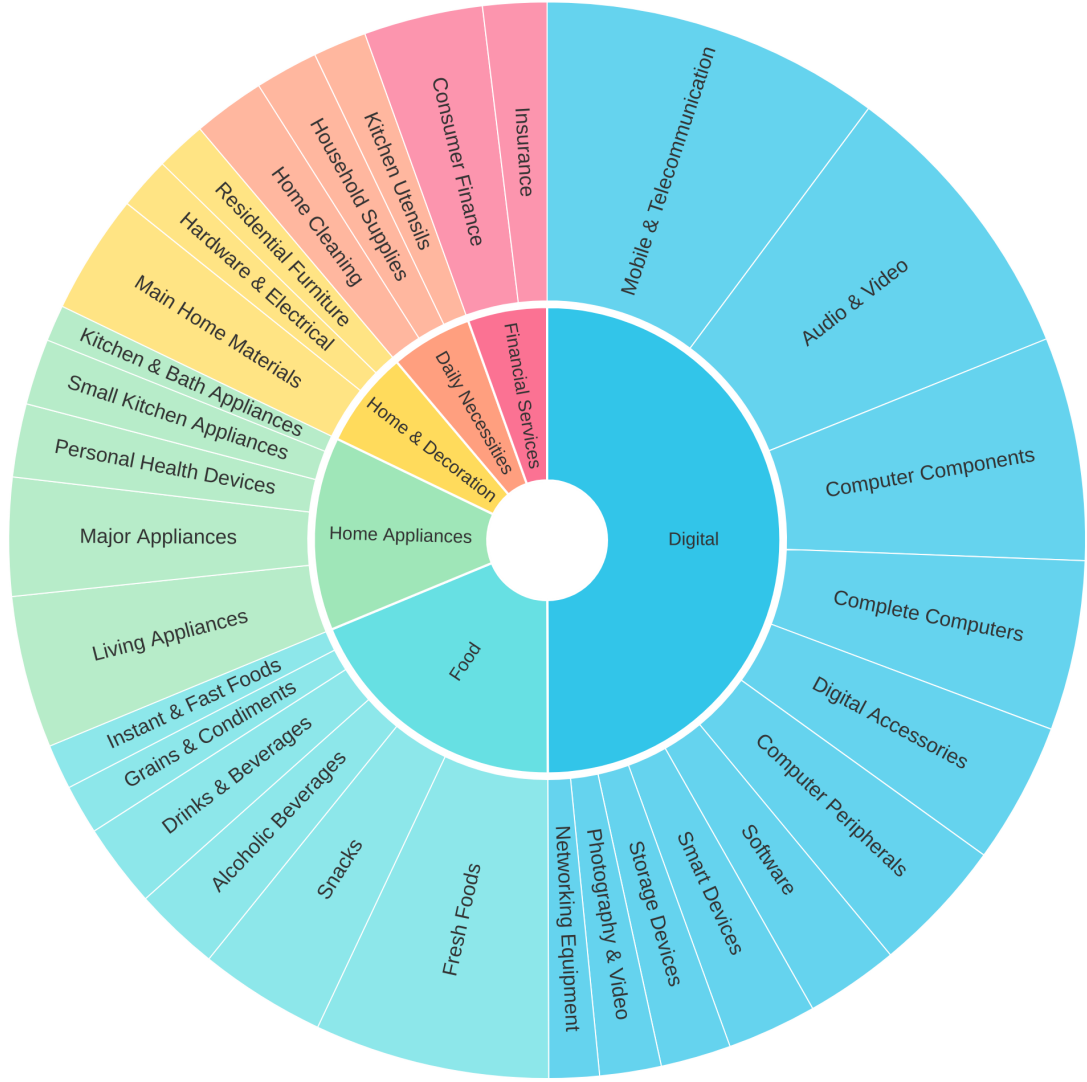 Digital
Food
Home Appliances
Home & Decoration
Daily Necessities
Financial Services
Mobile & Telecommunication
Audio & Video
Computer Components
Complete Computers
Digital Accessories
Computer Peripherals
Software
Smart Devices
Storage Devices
Photography & Video
Networking Equipment
Fresh Foods
Snacks
Alcoholic Beverages
Drinks & Beverages
Grains & Condiments
Instant & Fast Foods
Living Appliances
Major Appliances
Personal Health Devices
Small Kitchen Appliances
Kitchen & Bath Appliances
Main Home Materials
Hardware & Electrical
Residential Furniture
Home Cleaning
Household Supplies
Kitchen Utensils
Consumer Finance
Insurance